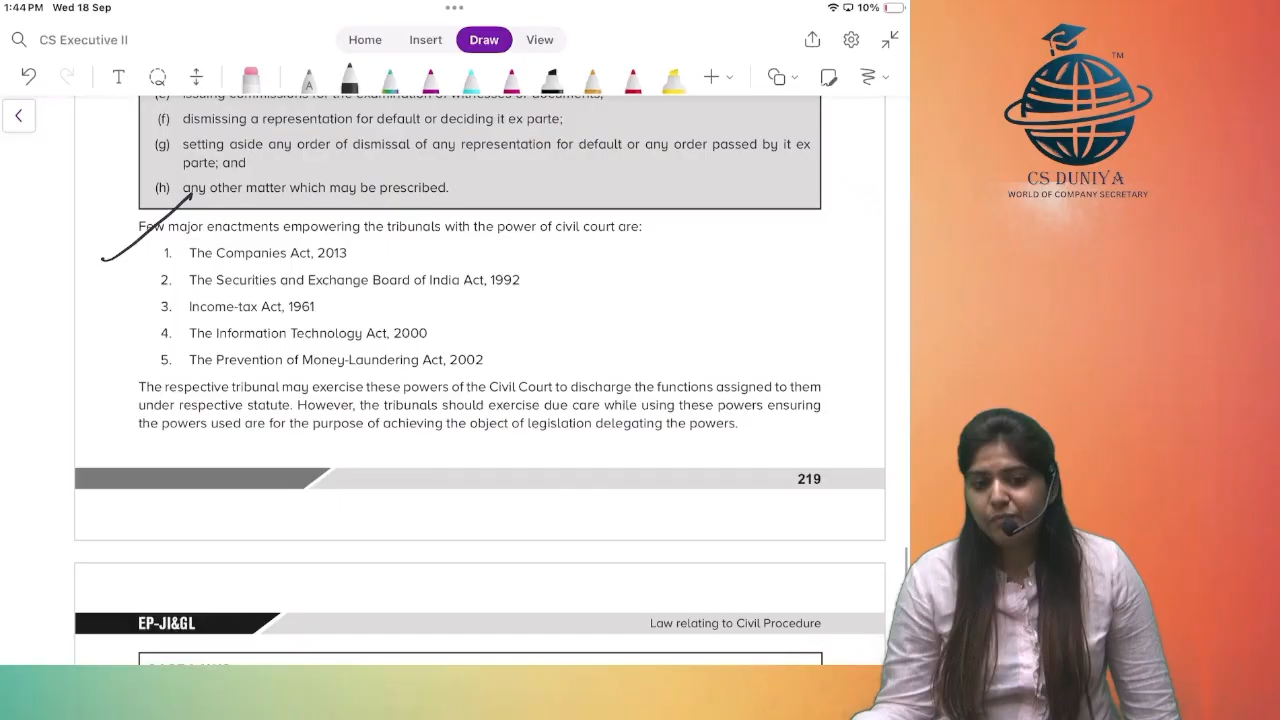 1:44 PM Wed 18 Sep
10%
CS Executive II
Home Insert Draw View
CS DUNIYA
WORLD OF COMPANY SECRETARY
TM
(f) dismissing a representation for default or deciding it ex parte;
(g) setting aside any order of dismissal of any representation for default or any order passed by it ex
parte; and
(h) any other matter which may be prescribed.
Few major enactments empowering the tribunals with the power of civil court are:
1. The Companies Act, 2013
2. The Securities and Exchange Board of India Act, 1992
3. Income-tax Act, 1961
4. The Information Technology Act, 2000
5. The Prevention of Money-Laundering Act, 2002
The respective tribunal may exercise these powers of the Civil Court to discharge the functions assigned to them
under respective statute. However, the tribunals should exercise due care while using these powers ensuring
the powers used are for the purpose of achieving the object of legislation delegating the powers.
219
EP-JI&GL
Law relating to Civil Procedure